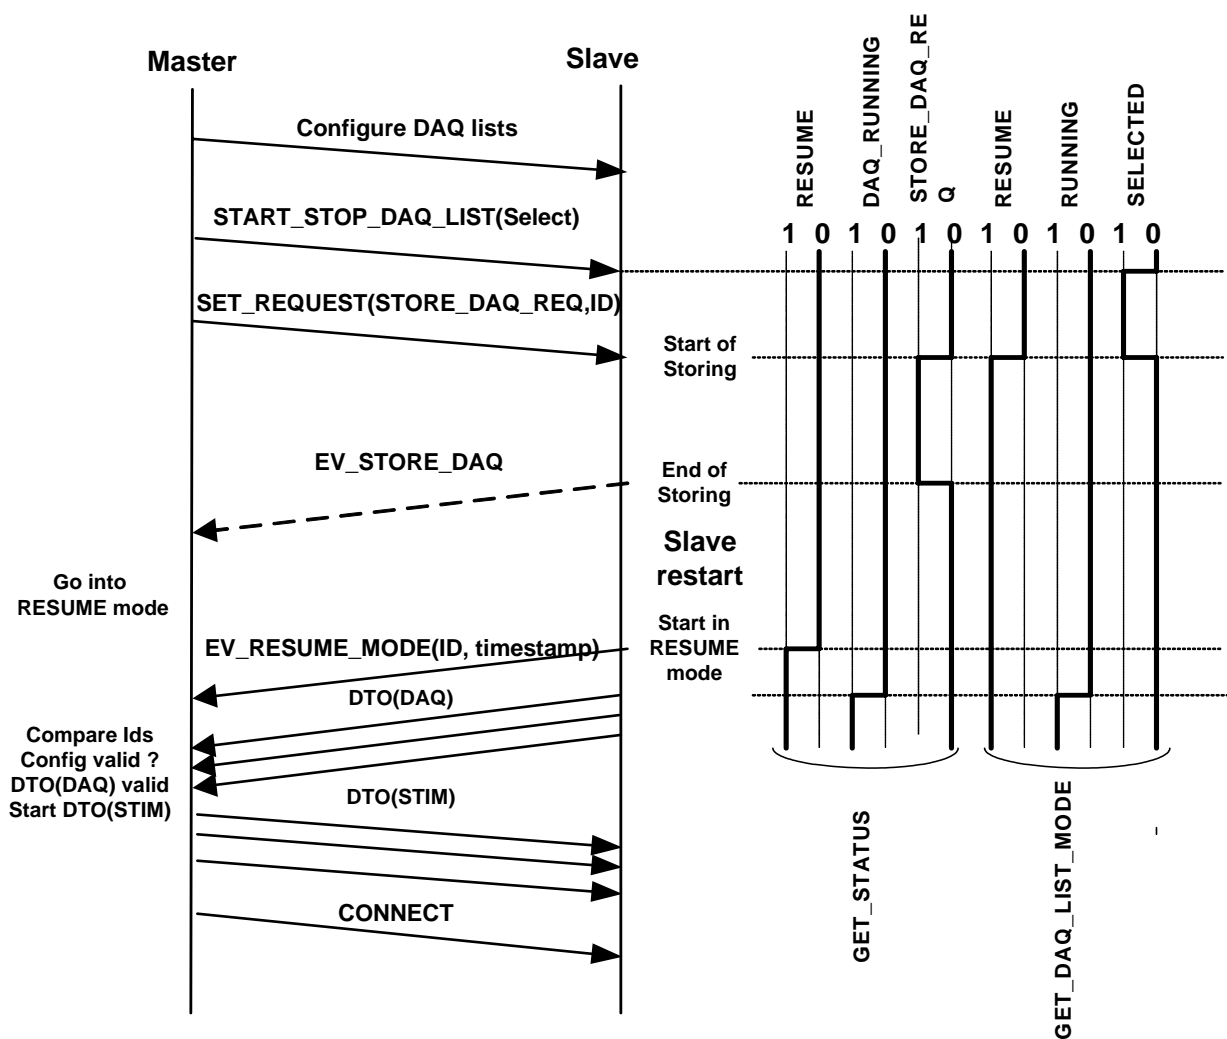 Master
Slave
Configure DAQ lists
START_STOP_DAQ_LIST(Select)
SET_REQUEST(STORE_DAQ_REQ,ID)
EV_STORE_DAQ
Go into
RESUME mode
EV_RESUME_MODE(ID, timestamp)
DTO(DAQ)
Compare Ids
Config valid ?
DTO(DAQ) valid
Start DTO(STIM)
DTO(STIM)
CONNECT
Start of
Storing
End of
Storing
Slave
restart
Start in
RESUME
mode
RESUME
DAQ_RUNNING
STORE_DAQ_RE
Q
RESUME
RUNNING
SELECTED
1 0 1 0 1 0 1 0 1 0 1 0
GET_STATUS
GET_DAQ_LIST_MODE